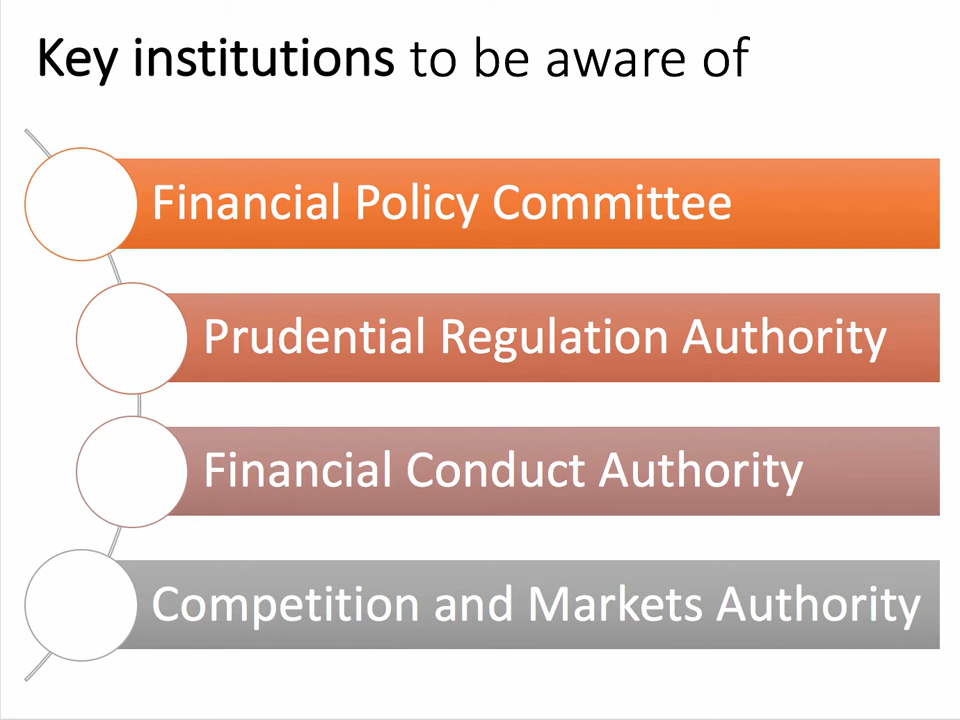 Key institutions to be aware of
Financial Policy Committee
Prudential Regulation Authority
Financial Conduct Authority
Competition and Markets Authority